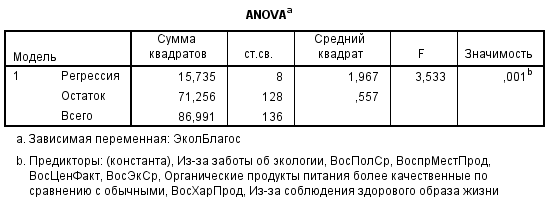 ANOVAa
Модель Сумма квадратов ст.св. Средний квадрат F Значимость
1 Регрессия 15,735 8 1,967 3,533 ,001b
Остаток 71,256 128 ,557
Всего 86,991 136
a. Зависимая переменная: ЭколБлагос
b. Предикторы: (константа), Из-за заботы об экологии, ВосПолСр, ВоспрМестПрод,
ВосЦенФакт, ВосЭкСр, Органические продукты питания более качественные по
сравнению с обычными, ВосХарПрод, Из-за соблюдения здорового образа жизни